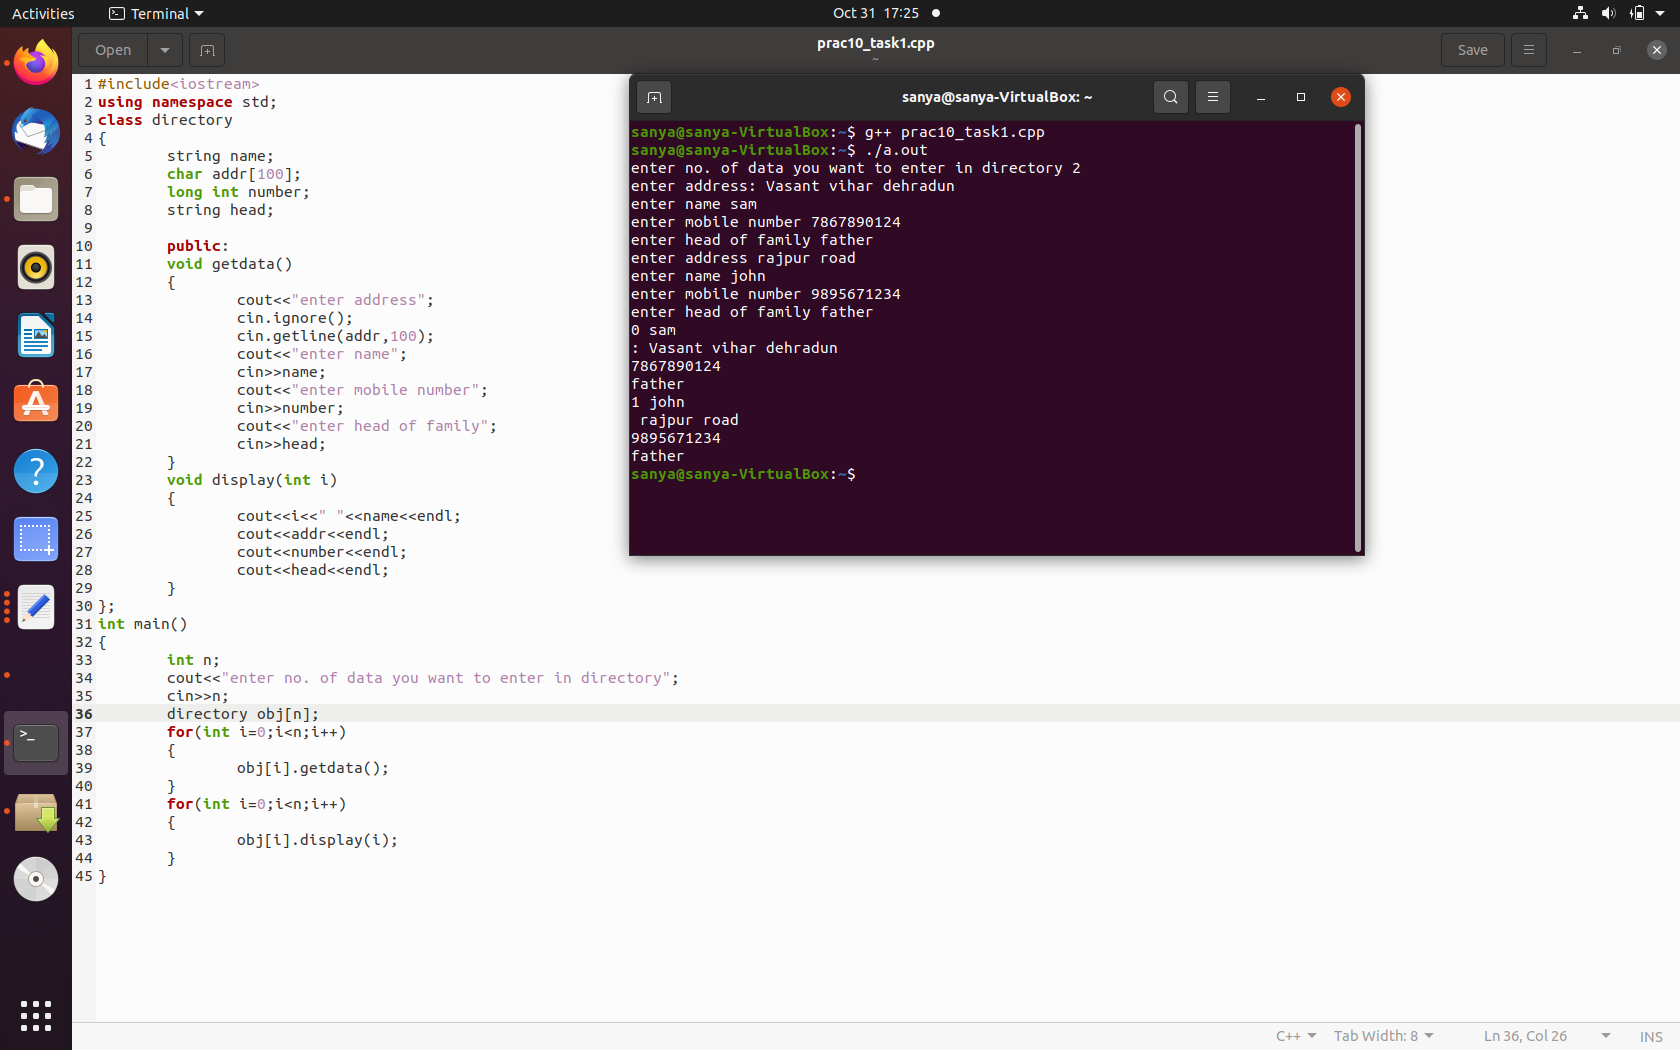 Activities Terminal Oct 31 17:25
Open prac10_task1.cpp Save
~
1 #include<iostream>
2 using namespace std;
3 class directory
4 {
5 string name;
6 char addr[100];
7 long int number;
8 string head;
9
10 public:
11 void getdata()
12 {
13 cout<<"enter address";
14 cin.ignore();
15 cin.getline(addr,100);
16 cout<<"enter name";
17 cin>>name;
18 cout<<"enter mobile number";
19 cin>>number;
20 cout<<"enter head of family";
21 cin>>head;
22 }
23 void display(int i)
24 {
25 cout<<i<<" "<<name<<endl;
26 cout<<addr<<endl;
27 cout<<number<<endl;
28 cout<<head<<endl;
29 }
30 };
31 int main()
32 {
33 int n;
34 cout<<"enter no. of data you want to enter in directory";
35 cin>>n;
36 directory obj[n];
37 for(int i=0;i<n;i++)
38 {
39 obj[i].getdata();
40 }
41 for(int i=0;i<n;i++)
42 {
43 obj[i].display(i);
44 }
45 }
sanya@sanya-VirtualBox: ~
sanya@sanya-VirtualBox:~$ g++ prac10_task1.cpp
sanya@sanya-VirtualBox:~$ ./a.out
enter no. of data you want to enter in directory 2
enter address: Vasant vihar dehradun
enter name sam
enter mobile number 7867890124
enter head of family father
enter address rajpur road
enter name john
enter mobile number 9895671234
enter head of family father
0 sam
: Vasant vihar dehradun
7867890124
father
1 john
 rajpur road
9895671234
father
sanya@sanya-VirtualBox:~$
C++ Tab Width: 8 Ln 36, Col 26 INS